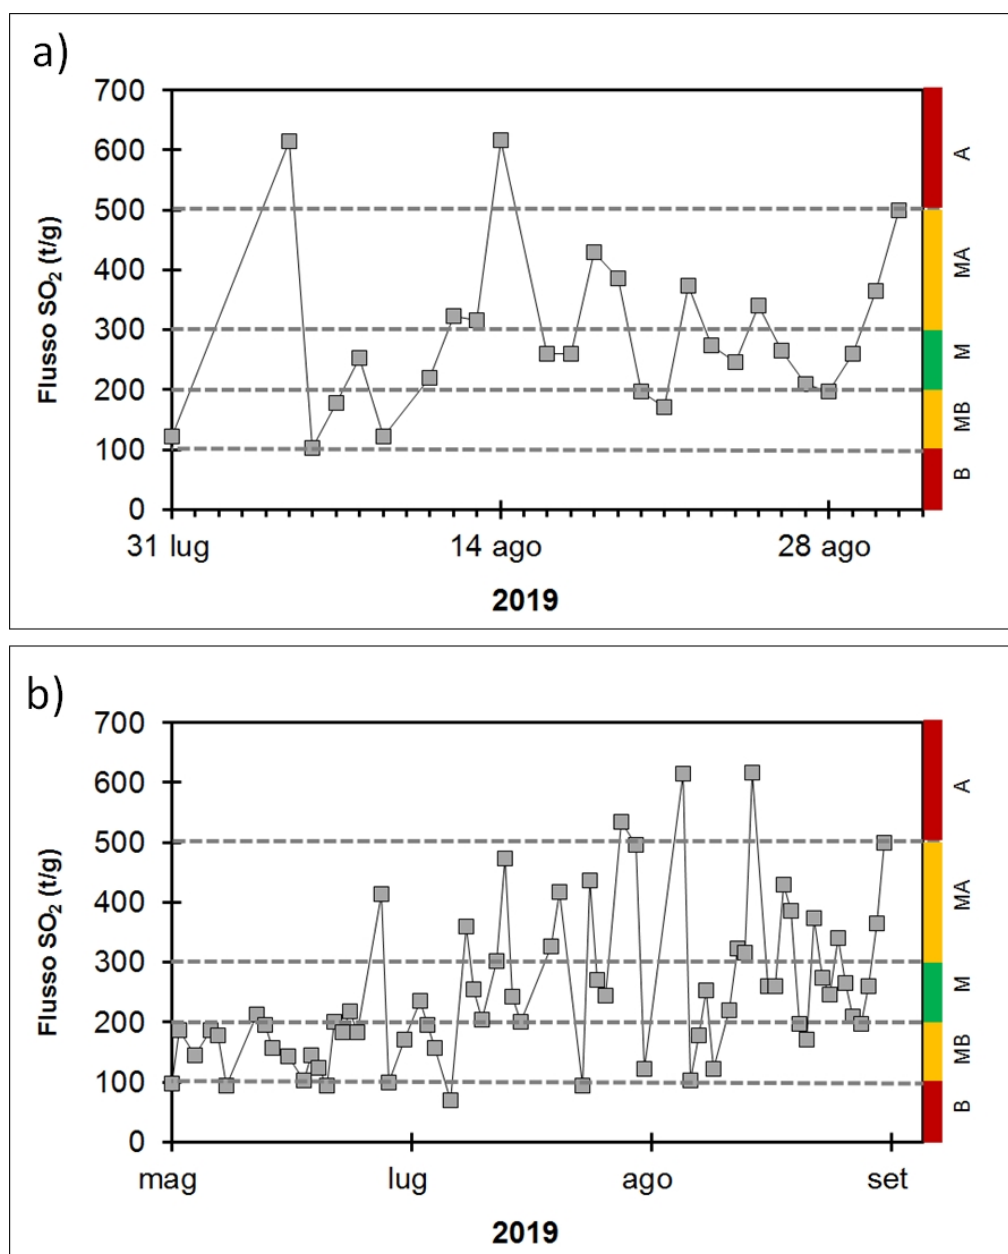 a)
700
600
500
400
300
200
100
0
Flusso SO₂ (t/g)
A
MA
M
MB
B
31 lug 14 ago 28 ago
2019
b)
700
600
500
400
300
200
100
0
Flusso SO₂ (t/g)
A
MA
M
MB
B
mag lug ago set
2019